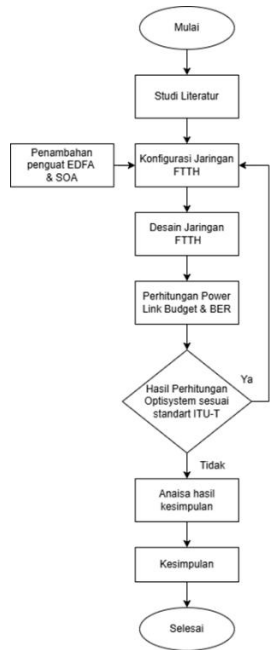 Mulai
Studi Literatur
Penambahan
penguat EDFA
& SOA
Konfigurasi Jaringan
FTTH
Desain Jaringan
FTTH
Perhitungan Power
Link Budget & BER
Hasil Perhitungan
Optisystem sesuai
standart ITU-T
Ya
Tidak
Anaisa hasil
kesimpulan
Kesimpulan
Selesai